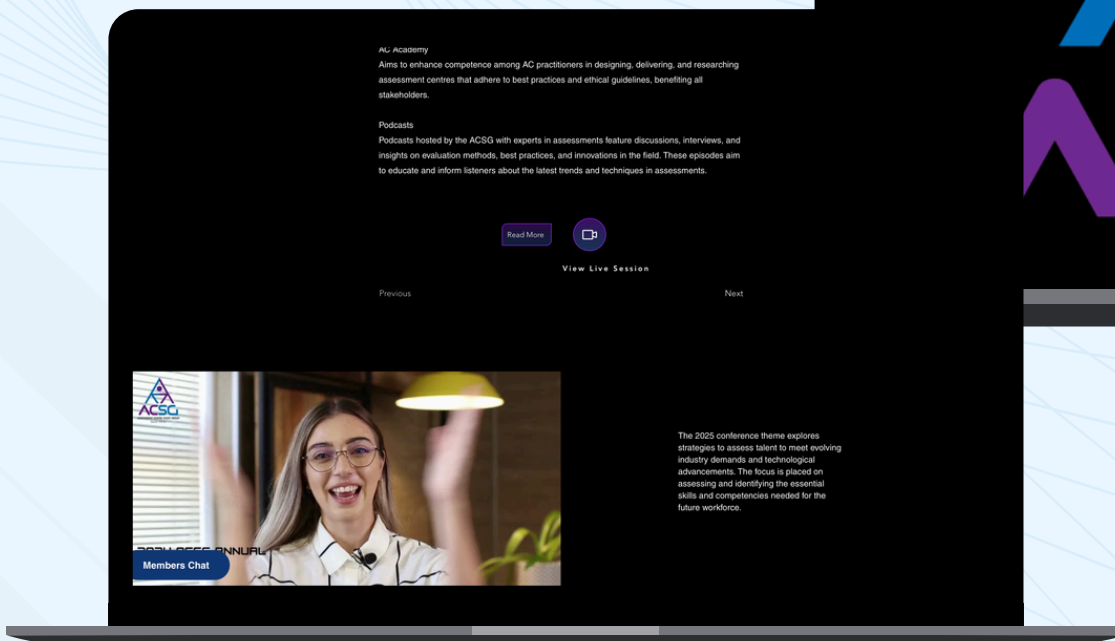 AC Academy
Aims to enhance competence among AC practitioners in designing, delivering, and researching
assessment centres that adhere to best practices and ethical guidelines, benefiting all
stakeholders.
Podcasts
Podcasts hosted by the ACSG with experts in assessments feature discussions, interviews, and
insights on evaluation methods, best practices, and innovations in the field. These episodes aim
to educate and inform listeners about the latest trends and techniques in assessments.
Read More
View Live Session
Previous
Next
ACSG
ANNUAL
Members Chat
The 2025 conference theme explores
strategies to assess talent to meet evolving
industry demands and technological
advancements. The focus is placed on
assessing and identifying the essential
skills and competencies needed for the
future workforce.